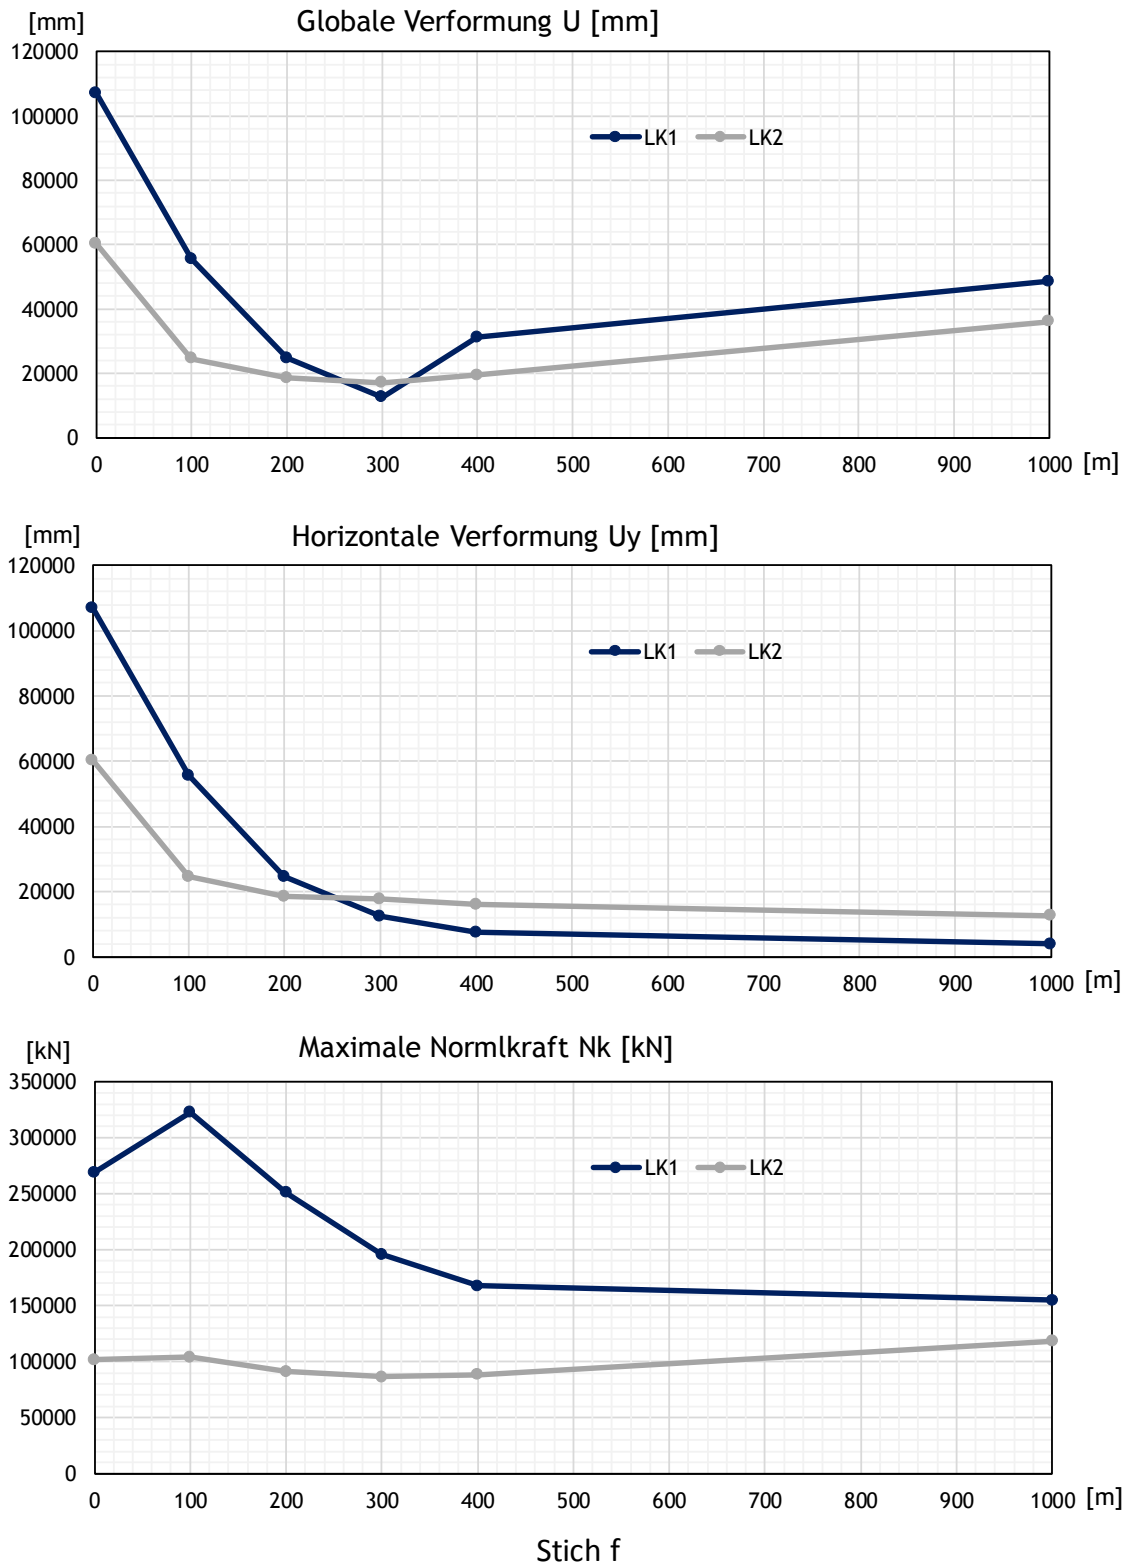 [mm] Globale Verformung U [mm]
120000
100000
LK1 LK2
80000
60000
40000
20000
0
0 100 200 300 400 500 600 700 800 900 1000 [m]
[mm] Horizontale Verformung Uy [mm]
120000
100000
LK1 LK2
80000
60000
40000
20000
0
0 100 200 300 400 500 600 700 800 900 1000 [m]
[kN] Maximale Normlkraft Nk [kN]
350000
300000
LK1 LK2
250000
200000
150000
100000
50000
0
0 100 200 300 400 500 600 700 800 900 1000 [m]
Stich f